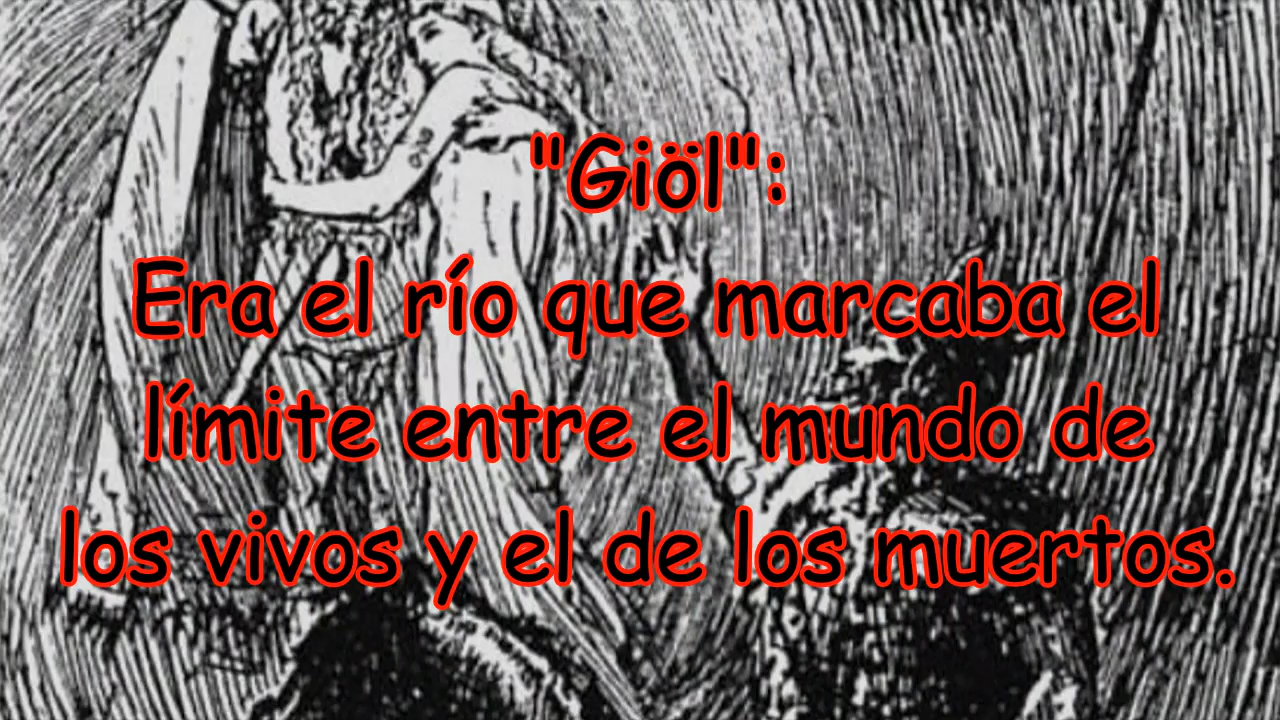 "Giöl":
Era el río que marcaba el
límite entre el mundo de
los vivos y el de los muertos.